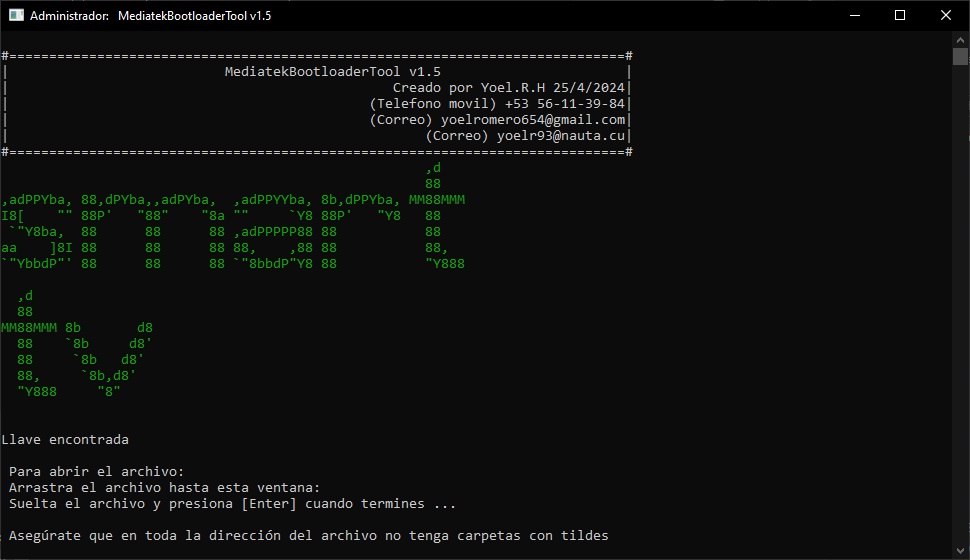 Administrador:  MediatekBootloaderTool v1.5
#=============================================================================#
|                           MediatekBootloaderTool v1.5                       |
|                                                Creado por Yoel.R.H 25/4/2024|
|                                             (Telefono movil) +53 56-11-39-84|
|                                             (Correo) yoelromero654@gmail.com|
|                                                    (Correo) yoelr93@nauta.cu|
#=============================================================================#
                                                     ,d
                                                     88
,adPPYba, 88,dPYba,,adPYba,  ,adPPYYba, 8b,dPPYba, MM88MMM
I8[    "" 88P'   "88"    "8a ""     `Y8 88P'   "Y8   88
 `"Y8ba,  88      88      88 ,adPPPPP88 88           88
aa    ]8I 88      88      88 88,    ,88 88           88,
`"YbbdP"' 88      88      88 `"8bbdP"Y8 88           "Y888
  ,d
  88
MM88MMM 8b       d8
  88    `8b     d8'
  88     `8b   d8'
  88,     `8b,d8'
  "Y888     "8"
Llave encontrada
Para abrir el archivo:
Arrastra el archivo hasta esta ventana:
Suelta el archivo y presiona [Enter] cuando termines ...
Asegúrate que en toda la dirección del archivo no tenga carpetas con tildes